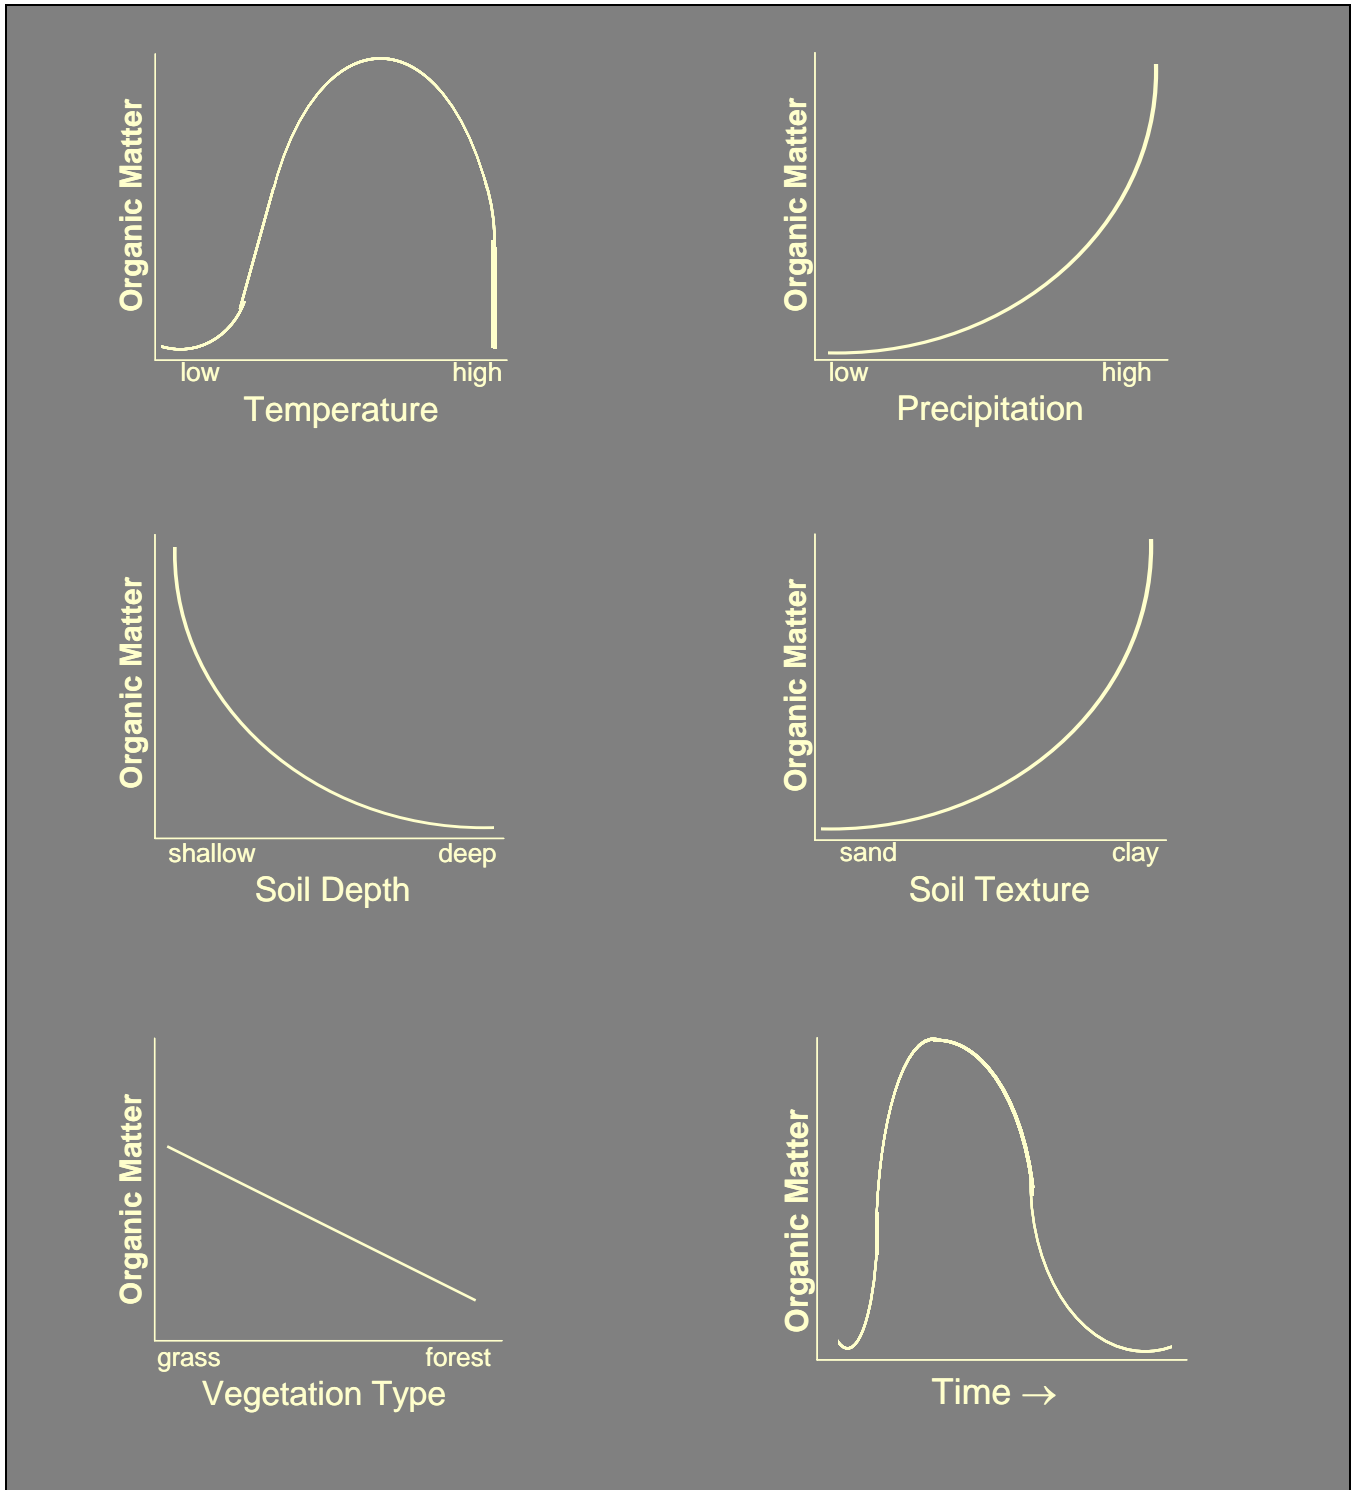 Organic Matter
low high
Temperature
Organic Matter
low high
Precipitation
Organic Matter
shallow deep
Soil Depth
Organic Matter
sand clay
Soil Texture
Organic Matter
grass forest
Vegetation Type
Organic Matter
Time →